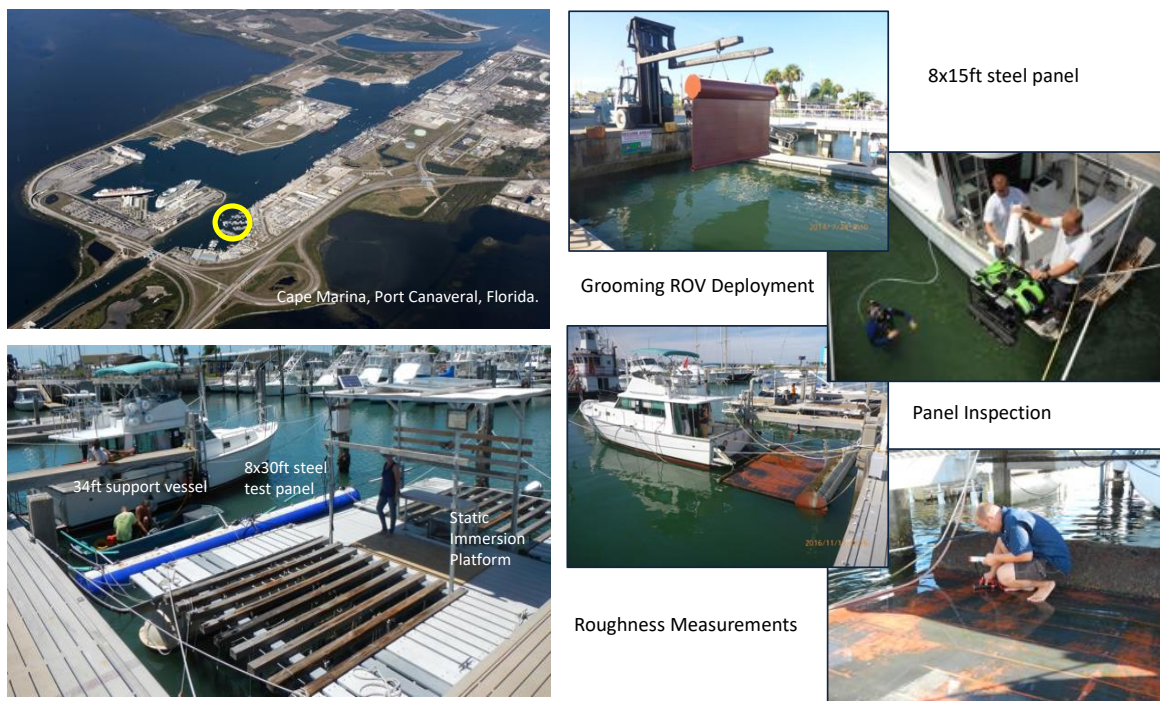 Cape Marina, Port Canaveral, Florida.
8x15ft steel panel
Grooming ROV Deployment
34ft support vessel
8x30ft steel
test panel
Static
Immersion
Platform
Panel Inspection
Roughness Measurements